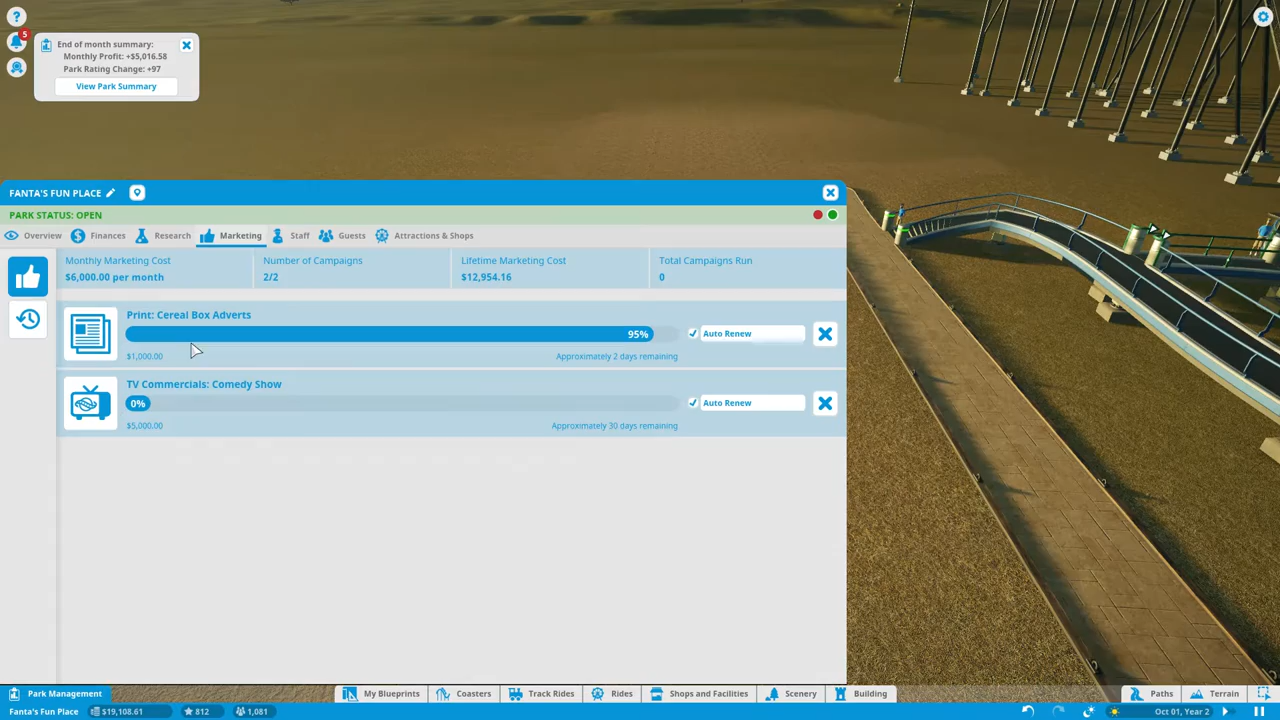 ?
5
End of month summary:
Monthly Profit: +$5,016.58
Park Rating Change: +97
View Park Summary
FANTA'S FUN PLACE
PARK STATUS: OPEN
Overview Finances Research Marketing Staff Guests Attractions & Shops
Monthly Marketing Cost Number of Campaigns Lifetime Marketing Cost Total Campaigns Run
$6,000.00 per month 2/2 $12,954.16 0
Print: Cereal Box Adverts
95% Auto Renew
$1,000.00 Approximately 2 days remaining
TV Commercials: Comedy Show
0% Auto Renew
$5,000.00 Approximately 30 days remaining
Park Management My Blueprints Coasters Track Rides Rides Shops and Facilities Scenery Building Paths Terrain
Fanta's Fun Place $19,108.61 812 1,081 Oct 01, Year 2